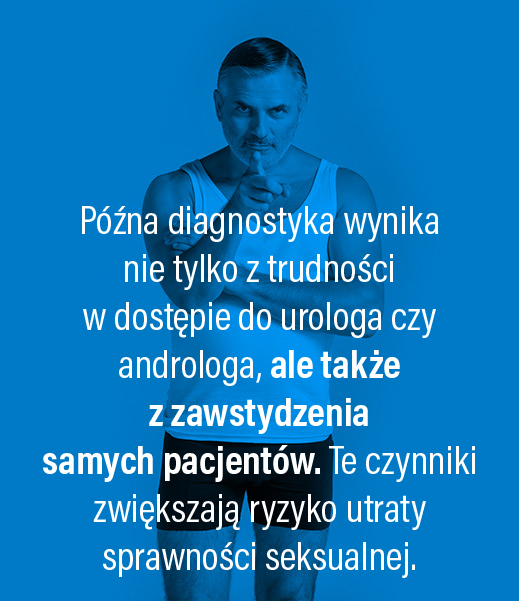 Późna diagnostyka wynika
nie tylko z trudności
w dostępie do urologa czy
androloga, ale także
z zawstydzenia
samych pacjentów. Te czynniki
zwiększają ryzyko utraty
sprawności seksualnej.